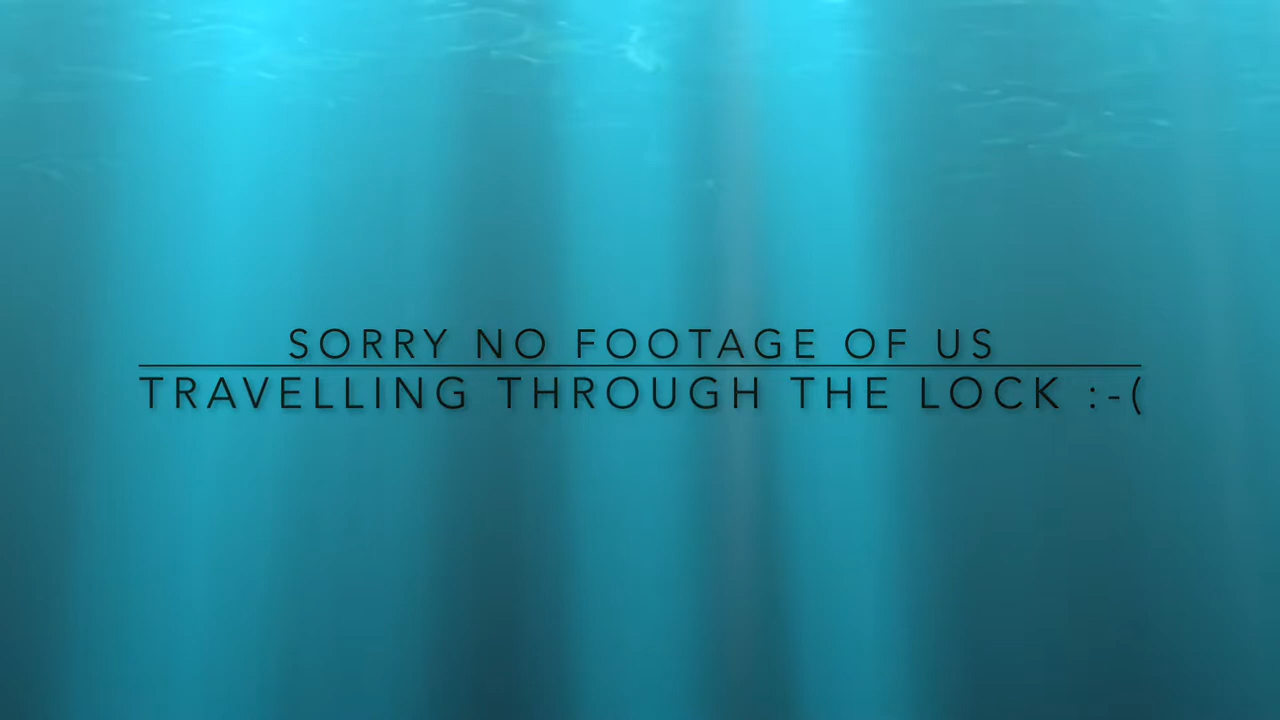 SORRY NO FOOTAGE OF US
TRAVELLING THROUGH THE LOCK :-(